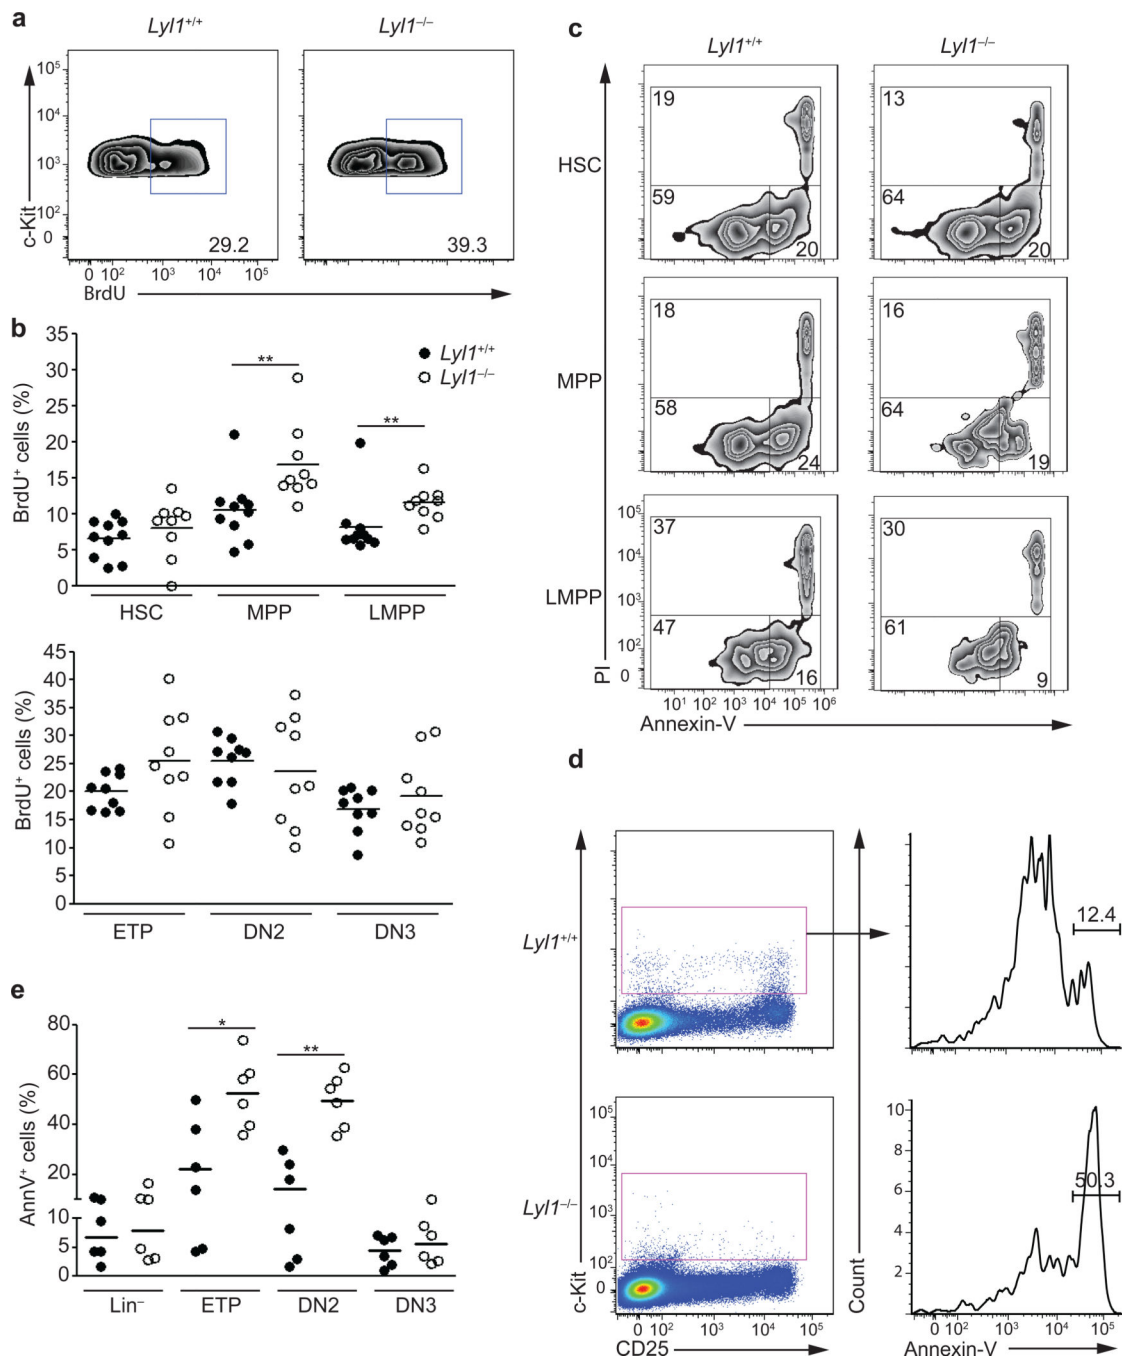 a
Lyl1+/+
Lyl1–/–
10⁵
10⁴
10³
10²
0
c-Kit
29.2
39.3
0 10² 10³ 10⁴ 10⁵
BrdU
b
35
30
25
20
15
10
5
0
BrdU⁺ cells (%)
Lyl1+/+
Lyl1–/–
**
**
HSC MPP LMPP
45
40
35
30
25
20
15
10
5
0
BrdU⁺ cells (%)
ETP DN2 DN3
c
Lyl1+/+
Lyl1–/–
HSC
19
59
20
13
64
20
MPP
18
58
24
16
64
19
LMPP
37
47
16
30
61
9
10⁵
10⁴
10³
10²
0
PI
10¹ 10² 10³ 10⁴ 10⁵ 10⁶
Annexin-V
d
Lyl1+/+
12.4
Lyl1–/–
10⁵
10⁴
10³
10²
0
c-Kit
0 10² 10³ 10⁴ 10⁵
CD25
50.3
10
8
6
4
2
Count
0 10² 10³ 10⁴ 10⁵
Annexin-V
e
80
60
40
20
10
5
0
AnnV⁺ cells (%)
*
**
Lin⁻ ETP DN2 DN3